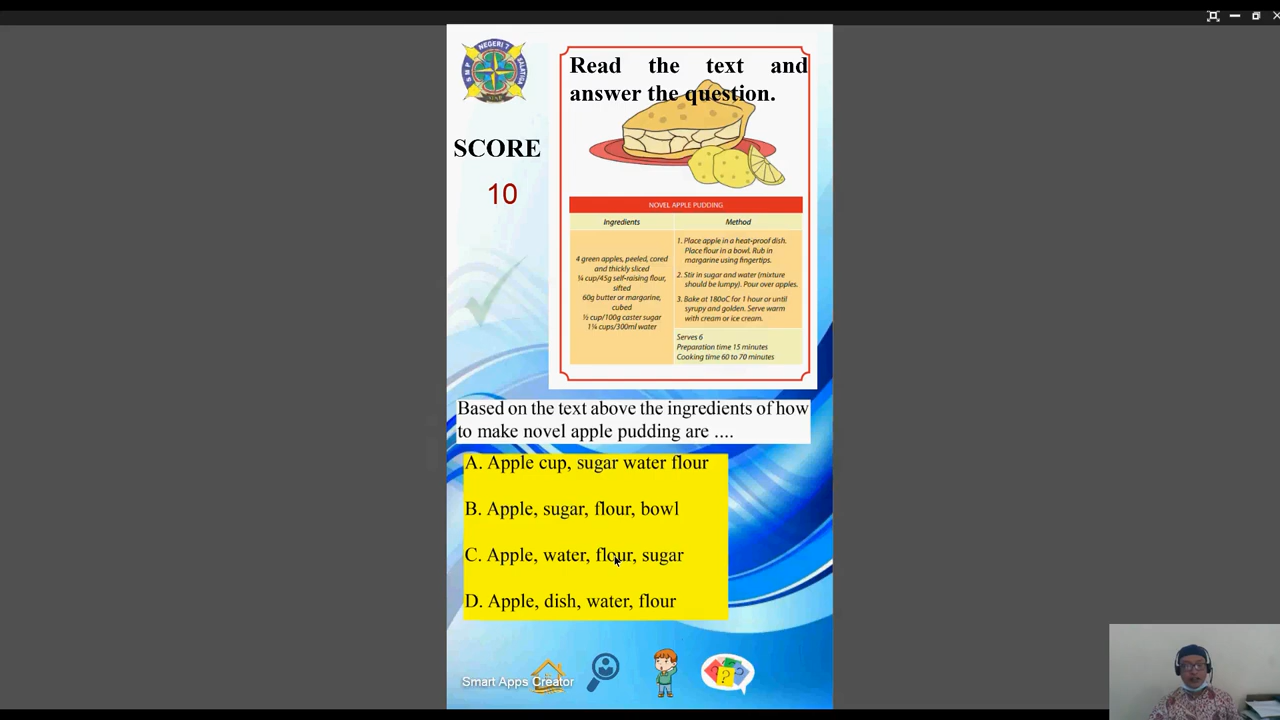 SMP NEGERI 7 SALATIGA
Read the text and
answer the question.
SCORE
10
NOVEL APPLE PUDDING
Ingredients
Method
4 green apples, peeled, cored
and thickly sliced
¼ cup/45g self-raising flour,
sifted
60g butter or margarine,
cubed
½ cup/100g caster sugar
1¼ cups/300ml water
1. Place apple in a heat-proof dish.
Place flour in a bowl. Rub in
margarine using fingertips.
2. Stir in sugar and water (mixture
should be lumpy). Pour over apples.
3. Bake at 180oC for 1 hour or until
syrupy and golden. Serve warm
with cream or ice cream.
Serves 6
Preparation time 15 minutes
Cooking time 60 to 70 minutes
Based on the text above the ingredients of how
to make novel apple pudding are ....
A. Apple cup, sugar water flour
B. Apple, sugar, flour, bowl
C. Apple, water, flour, sugar
D. Apple, dish, water, flour
Smart Apps Creator